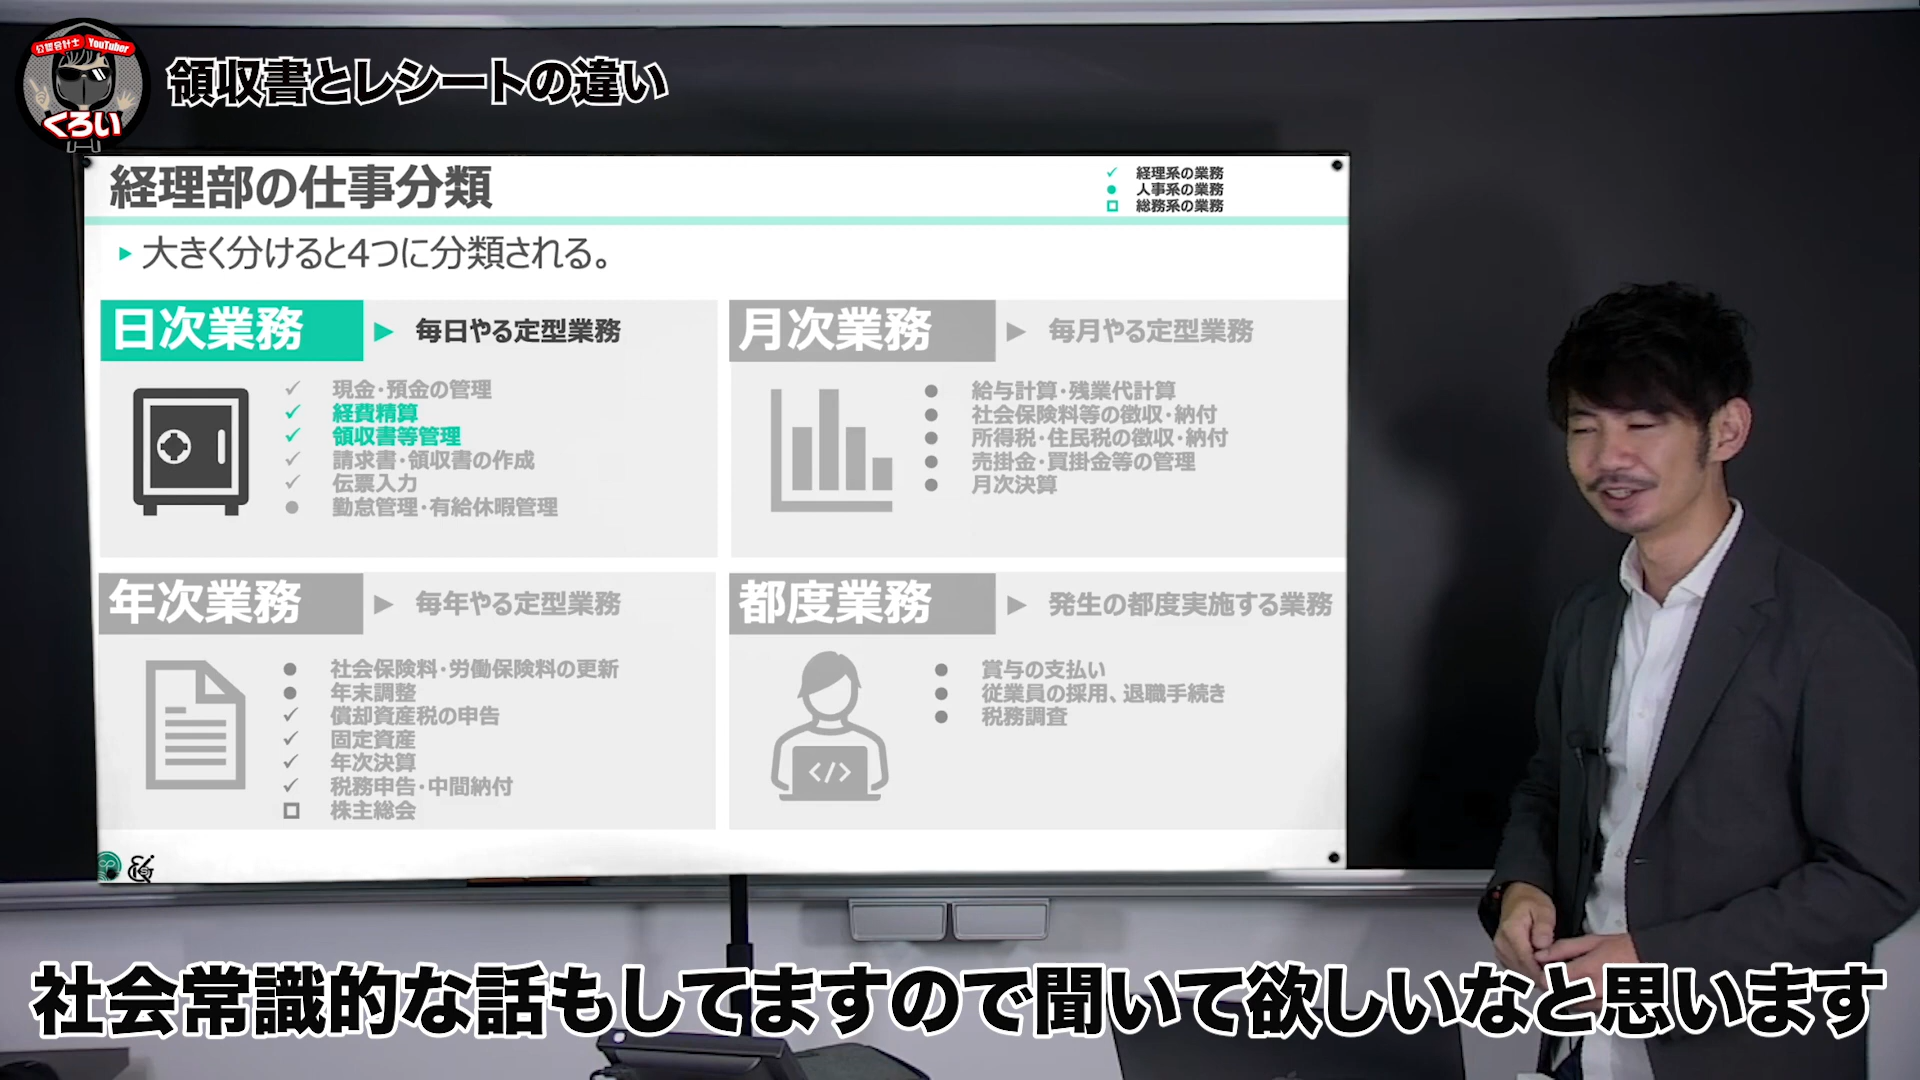 公認会計士 YouTuber
くろい
領収書とレシートの違い
経理部の仕事分類
✓ 経理系の業務
● 人事系の業務
□ 総務系の業務
▶ 大きく分けると4つに分類される。
日次業務 ▶ 毎日やる定型業務
✓ 現金・預金の管理
✓ 経費精算
✓ 領収書等管理
✓ 請求書・領収書の作成
✓ 伝票入力
● 勤怠管理・有給休暇管理
月次業務 ▶ 毎月やる定型業務
● 給与計算・残業代計算
● 社会保険料等の徴収・納付
● 所得税・住民税の徴収・納付
● 売掛金・買掛金等の管理
● 月次決算
年次業務 ▶ 毎年やる定型業務
● 社会保険料・労働保険料の更新
● 年末調整
✓ 償却資産税の申告
✓ 固定資産
✓ 年次決算
✓ 税務申告・中間納付
□ 株主総会
都度業務 ▶ 発生の都度実施する業務
● 賞与の支払い
● 従業員の採用、退職手続き
● 税務調査
</>
社会常識的な話もしてますので聞いて欲しいなと思います